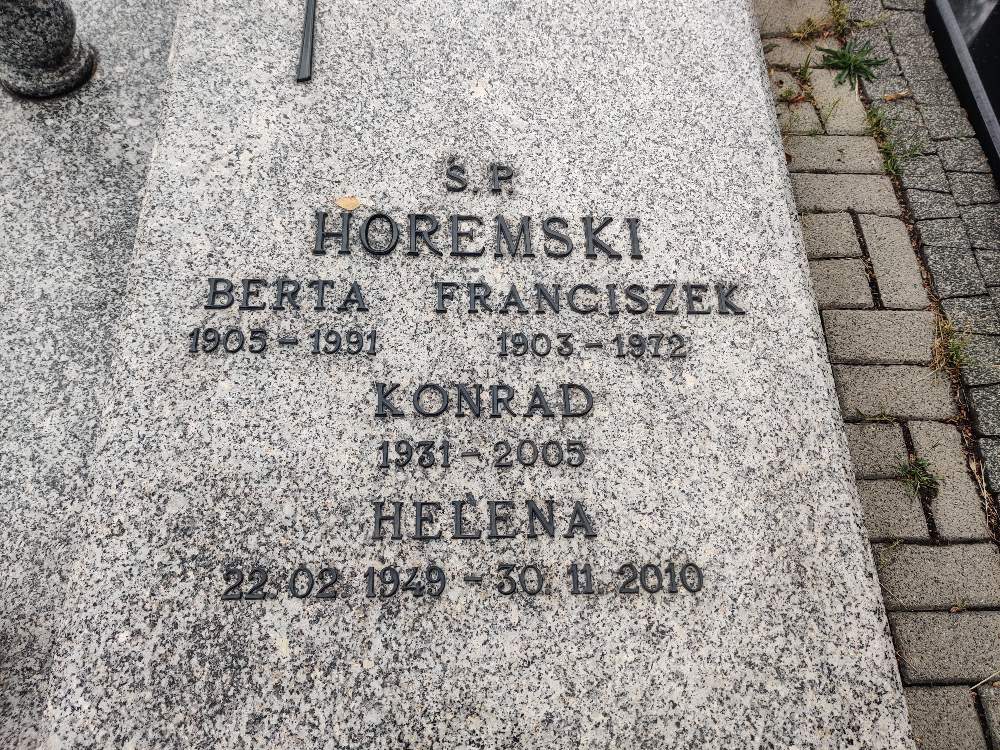 Ś.P.
HOREMSKI
BERTA FRANCISZEK
1905 - 1991 1903 - 1972
KONRAD
1931 - 2005
HELENA
22.02.1949 - 30.11.2010